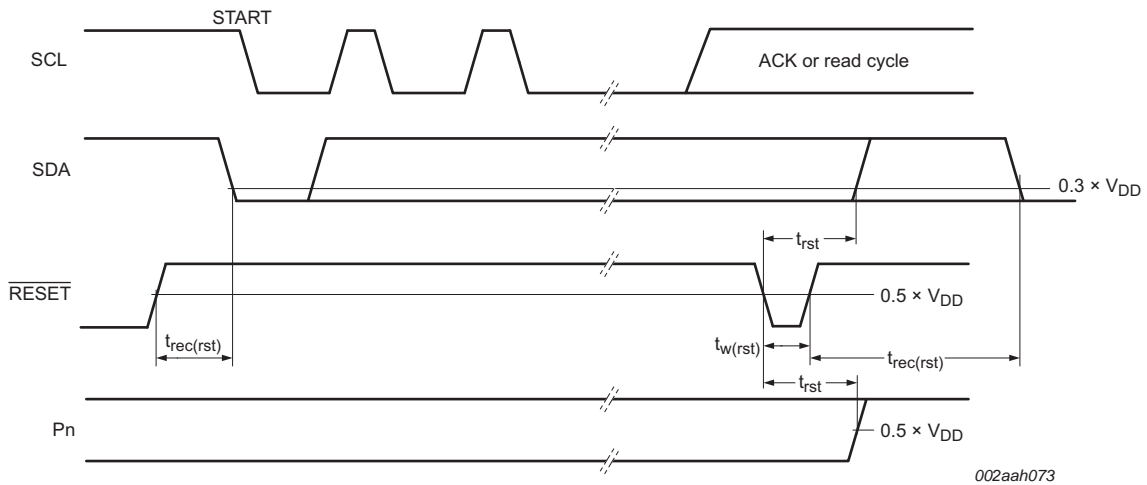 START
SCL
ACK or read cycle
SDA
0.3 × VDD
trst
RESET
0.5 × VDD
trec(rst)
tw(rst)
trec(rst)
trst
Pn
0.5 × VDD
002aah073